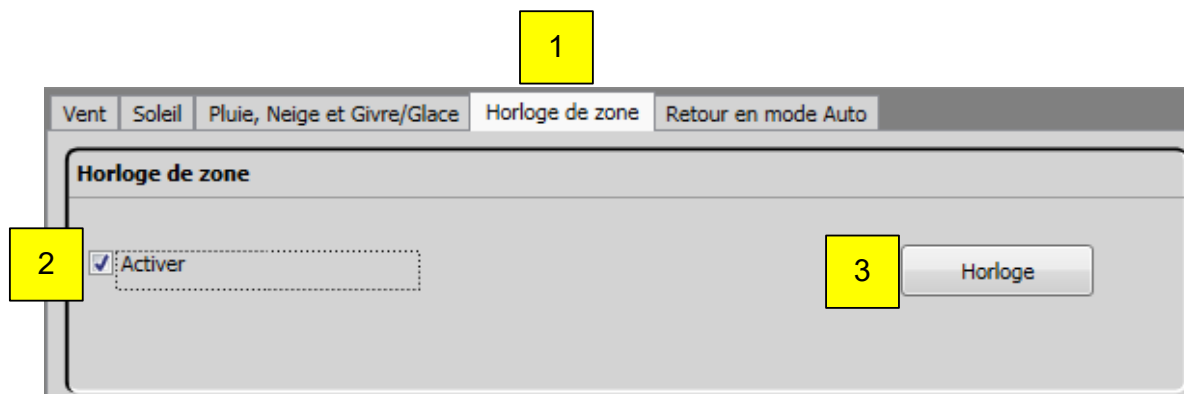 1
Vent Soleil Pluie, Neige et Givre/Glace Horloge de zone Retour en mode Auto
Horloge de zone
2 Activer 3 Horloge